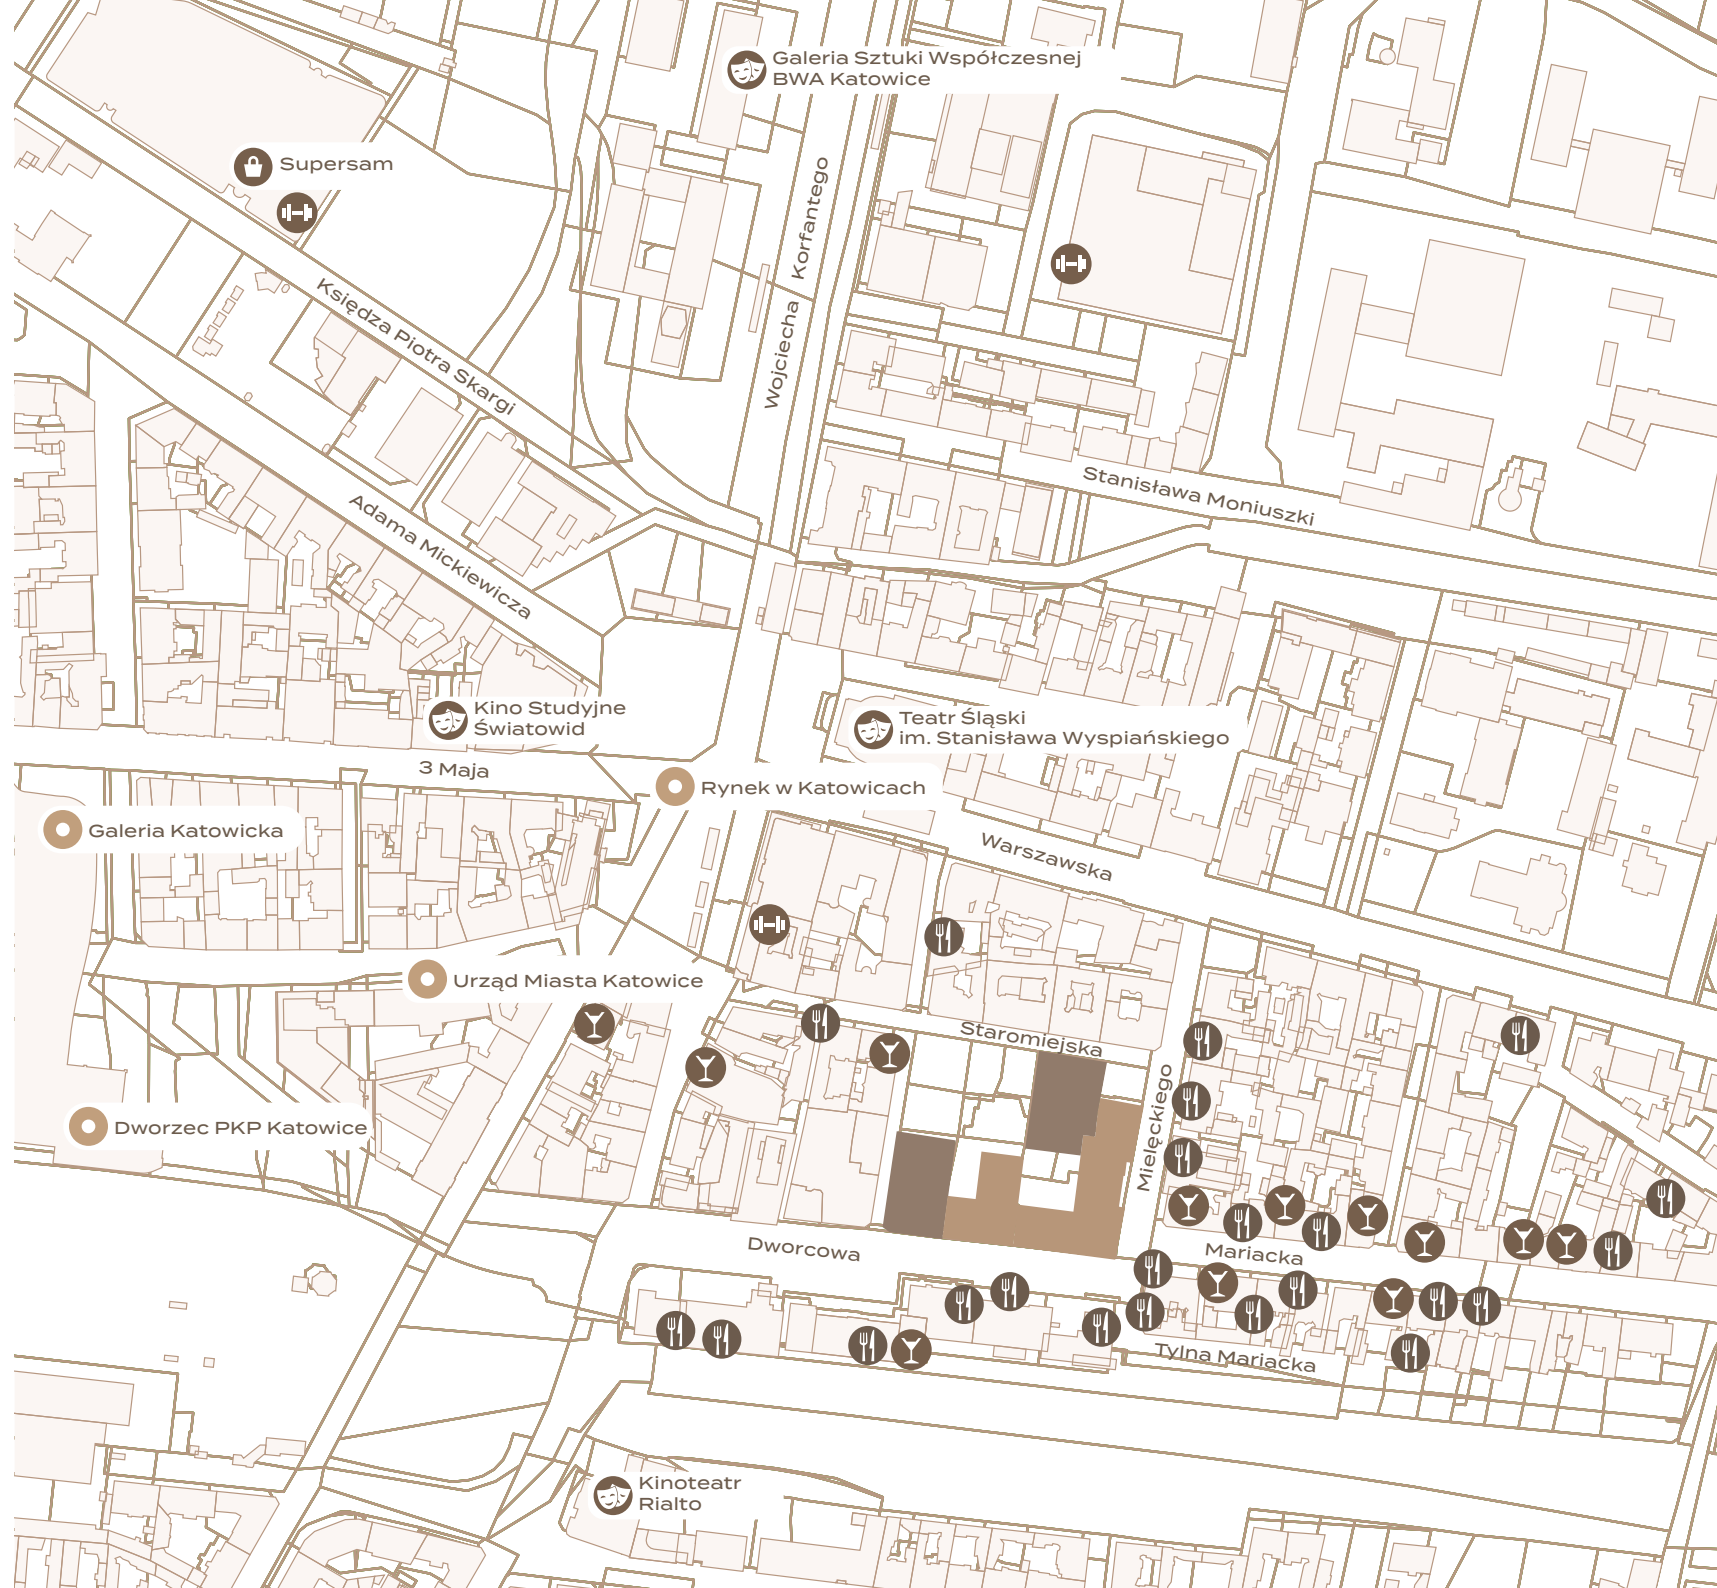 Galeria Sztuki Współczesnej
BWA Katowice
Supersam
Wojciecha Korfantego
Księdza Piotra Skargi
Stanisława Moniuszki
Adama Mickiewicza
Kino Studyjne
Światowid
Teatr Śląski
im. Stanisława Wyspiańskiego
3 Maja
Rynek w Katowicach
Galeria Katowicka
Warszawska
Urząd Miasta Katowice
Staromiejska
Mielęckiego
Dworzec PKP Katowice
Dworcowa
Mariacka
Tylna Mariacka
Kinoteatr
Rialto